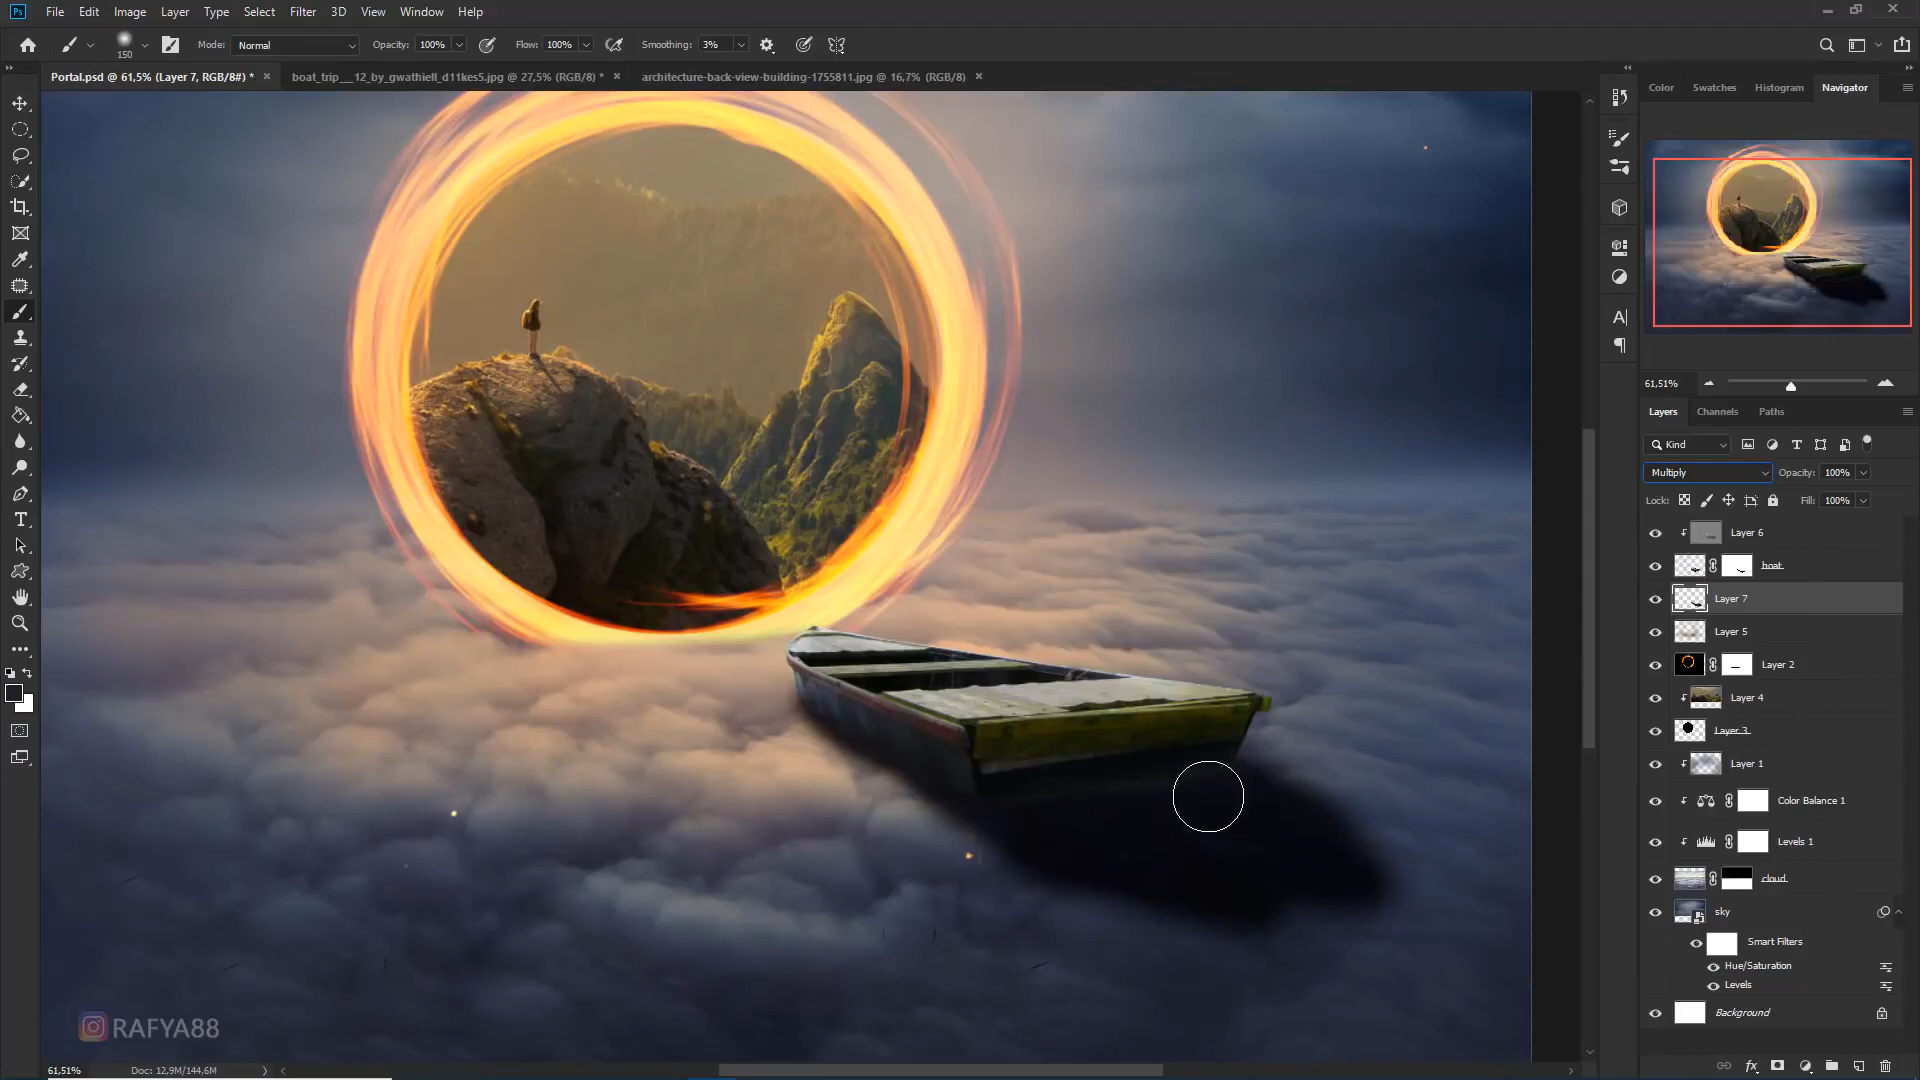 Ps File Edit Image Layer Type Select Filter 3D View Window Help
150 Mode: Normal Opacity: 100% Flow: 100% Smoothing: 3%
Portal.psd @ 61,5% (Layer 7, RGB/8#) *
boat_trip___12_by_gwathiell_d11kes5.jpg @ 27,5% (RGB/8) *
architecture-back-view-building-1755811.jpg @ 16,7% (RGB/8)
Color Swatches Histogram Navigator
61,51%
Layers Channels Paths
Kind
Multiply Opacity: 100%
Lock: Fill: 100%
Layer 6
boat
Layer 7
Layer 5
Layer 2
Layer 4
Layer 3
Layer 1
Color Balance 1
Levels 1
cloud
sky
Smart Filters
Hue/Saturation
Levels
Background
RAFYA88
61,51% Doc: 12,9M/144,6M